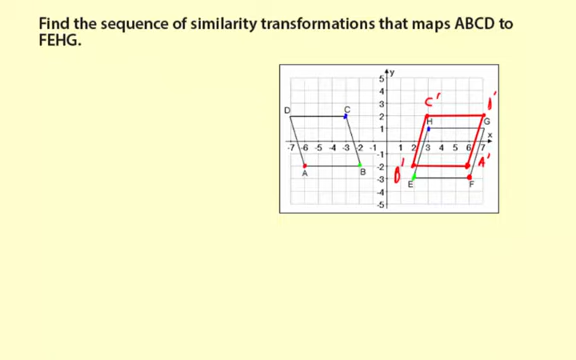 Find the sequence of similarity transformations that maps ABCD to
FEHG.
5 y
4
D C 3 C' D'
2 H G
1 x
-7 -6 -5 -4 -3 -2 -1 1 2 3 4 5 6 7
-1
A B -2 B' A'
-3
E F
-4
-5